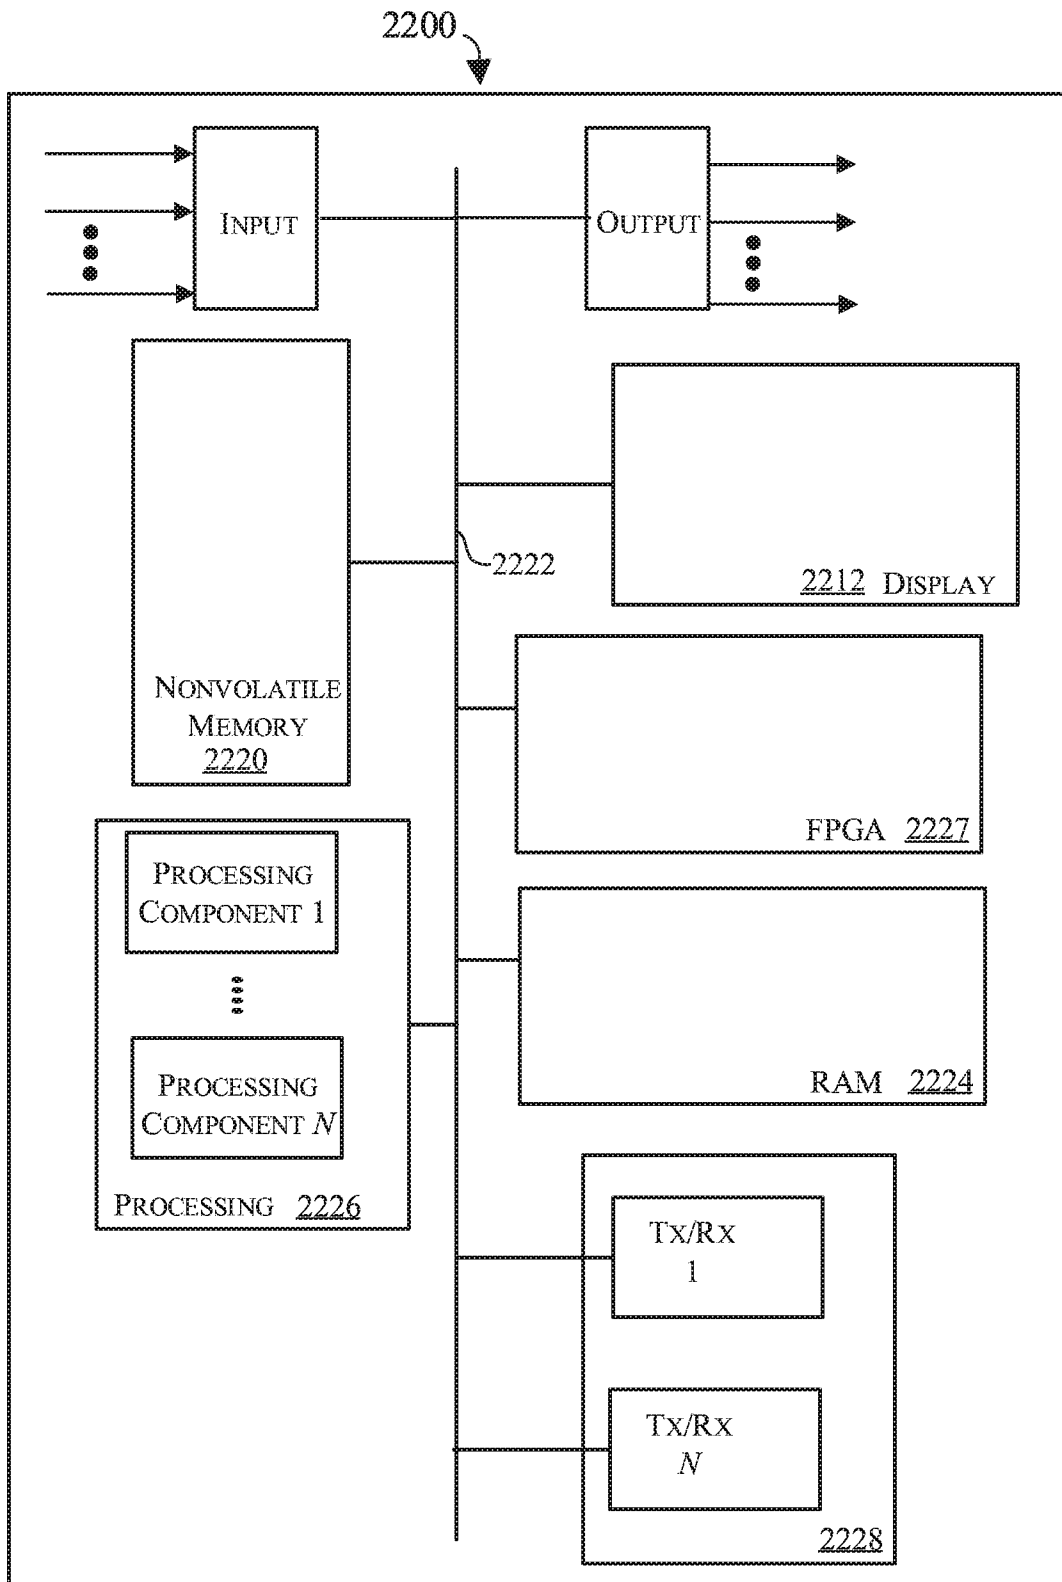 2200
INPUT
OUTPUT
2222
2212 DISPLAY
NONVOLATILE
MEMORY
2220
FPGA 2227
PROCESSING
COMPONENT 1
RAM 2224
PROCESSING
COMPONENT N
PROCESSING 2226
TX/RX
1
TX/RX
N
2228